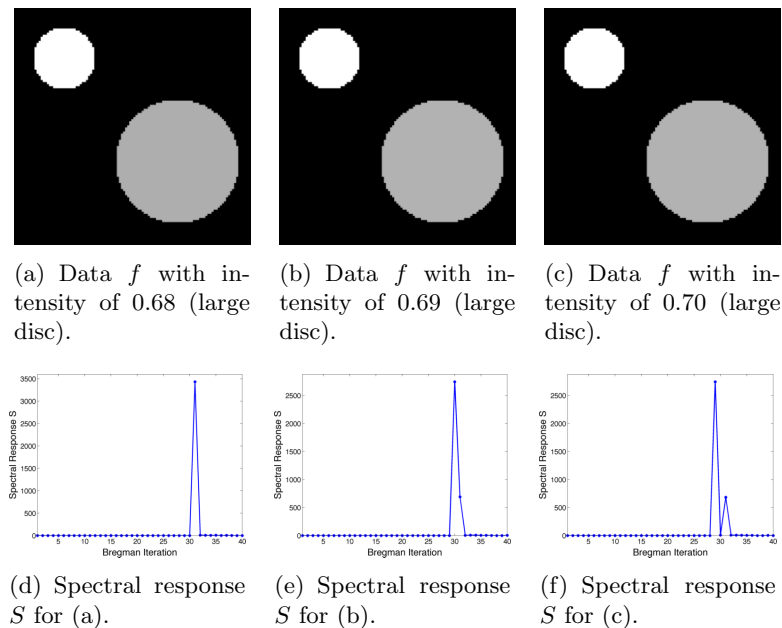 (a) Data f with in-
tensity of 0.68 (large
disc).
(b) Data f with in-
tensity of 0.69 (large
disc).
(c) Data f with in-
tensity of 0.70 (large
disc).
Spectral Response S
3500
3000
2500
2000
1500
1000
500
0
5 10 15 20 25 30 35 40
Bregman Iteration
Spectral Response S
2500
2000
1500
1000
500
0
5 10 15 20 25 30 35 40
Bregman Iteration
Spectral Response S
2500
2000
1500
1000
500
0
5 10 15 20 25 30 35 40
Bregman Iteration
(d) Spectral response
S for (a).
(e) Spectral response
S for (b).
(f) Spectral response
S for (c).